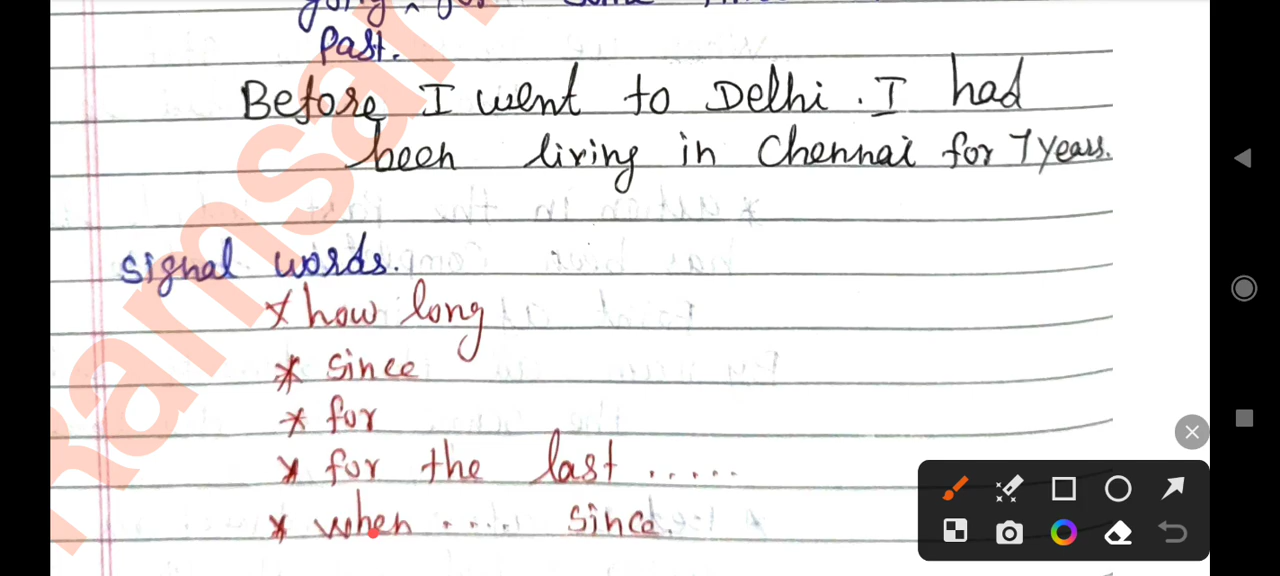 Past.
Before I went to Delhi. I had
been living in Chennai for 7 years.
Signal words.
* how long
* since
* for
* for the last .....
* when ..... since.